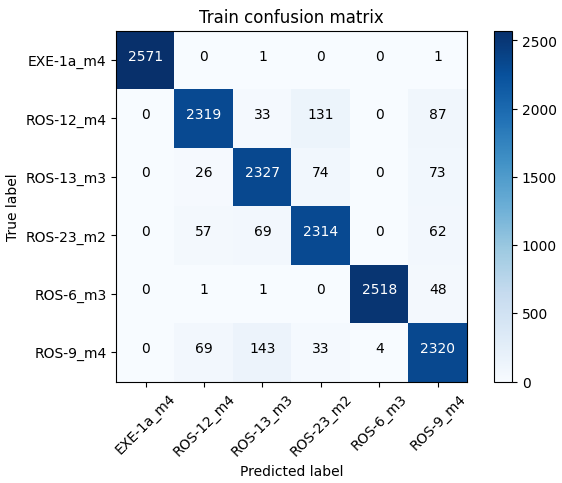 Train confusion matrix
True label
EXE-1a_m4 2571 0 1 0 0 1
ROS-12_m4 0 2319 33 131 0 87
ROS-13_m3 0 26 2327 74 0 73
ROS-23_m2 0 57 69 2314 0 62
ROS-6_m3 0 1 1 0 2518 48
ROS-9_m4 0 69 143 33 4 2320
EXE-1a_m4 ROS-12_m4 ROS-13_m3 ROS-23_m2 ROS-6_m3 ROS-9_m4
Predicted label
2500
2000
1500
1000
500
0